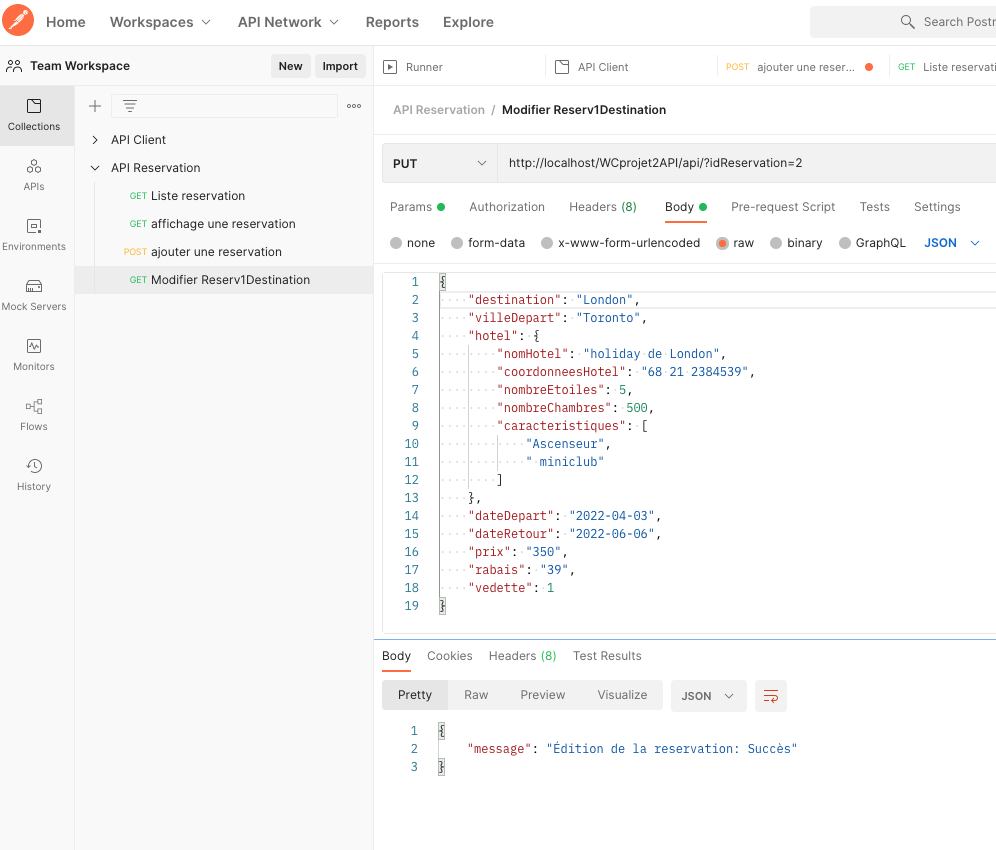 Home Workspaces API Network Reports Explore Search Postr
Team Workspace New Import
Runner API Client POST ajouter une reser... GET Liste reservati
Collections
APIs
Environments
Mock Servers
Monitors
Flows
History
API Client
API Reservation
GET Liste reservation
GET affichage une reservation
POST ajouter une reservation
GET Modifier Reserv1Destination
API Reservation / Modifier Reserv1Destination
PUT http://localhost/WCprojet2API/api/?idReservation=2
Params Authorization Headers (8) Body Pre-request Script Tests Settings
none form-data x-www-form-urlencoded raw binary GraphQL JSON
1 {
2 "destination": "London",
3 "villeDepart": "Toronto",
4 "hotel": {
5 "nomHotel": "holiday de London",
6 "coordonneesHotel": "68 21 2384539",
7 "nombreEtoiles": 5,
8 "nombreChambres": 500,
9 "caracteristiques": [
10 "Ascenseur",
11 " miniclub"
12 ]
13 },
14 "dateDepart": "2022-04-03",
15 "dateRetour": "2022-06-06",
16 "prix": "350",
17 "rabais": "39",
18 "vedette": 1
19 }
Body Cookies Headers (8) Test Results
Pretty Raw Preview Visualize JSON
1 {
2 "message": "Édition de la reservation: Succès"
3 }